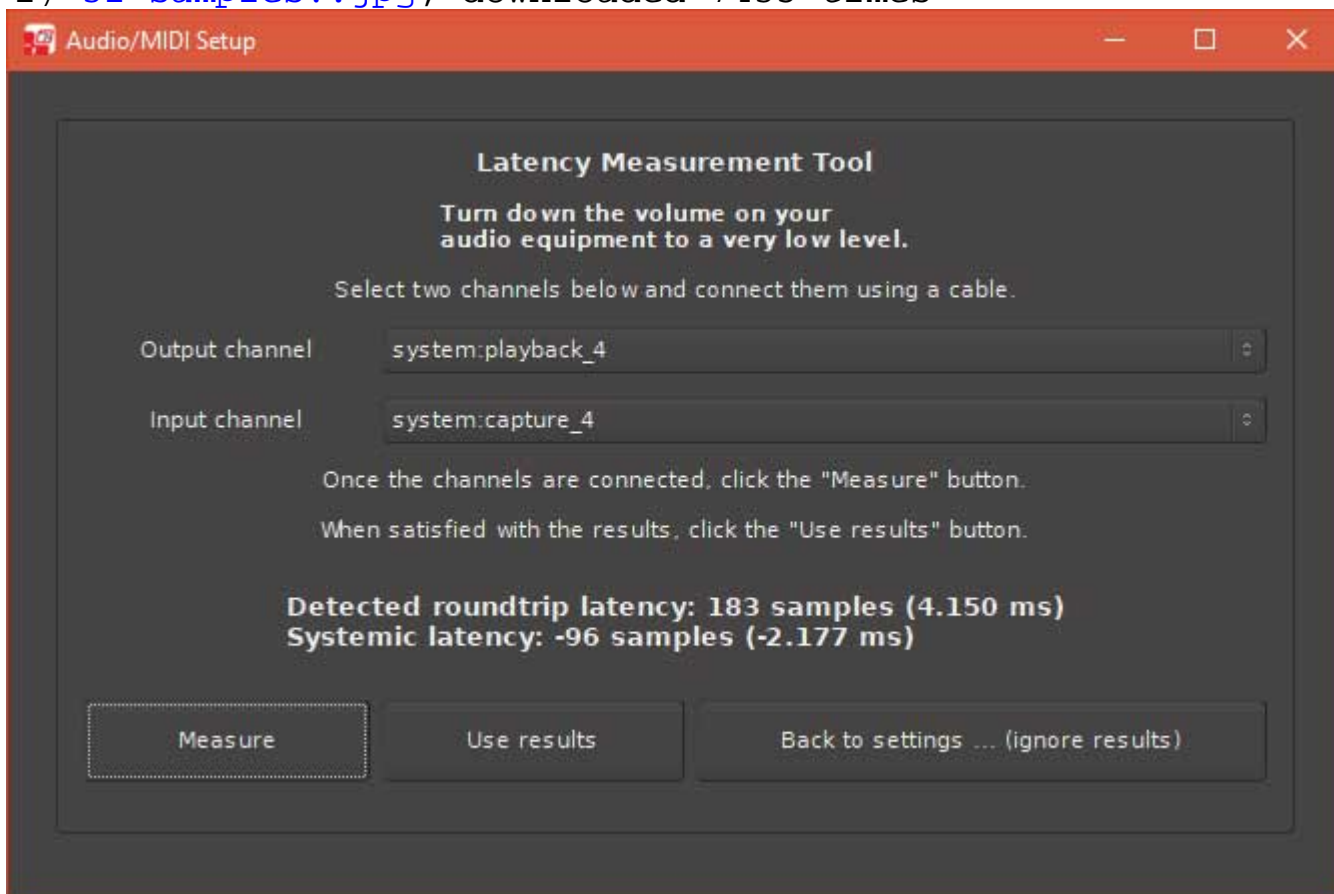 Audio/MIDI Setup
Latency Measurement Tool
Turn down the volume on your
audio equipment to a very low level.
Select two channels below and connect them using a cable.
Output channel system:playback_4
Input channel system:capture_4
Once the channels are connected, click the "Measure" button.
When satisfied with the results, click the "Use results" button.
Detected roundtrip latency: 183 samples (4.150 ms)
Systemic latency: -96 samples (-2.177 ms)
Measure Use results Back to settings ... (ignore results)